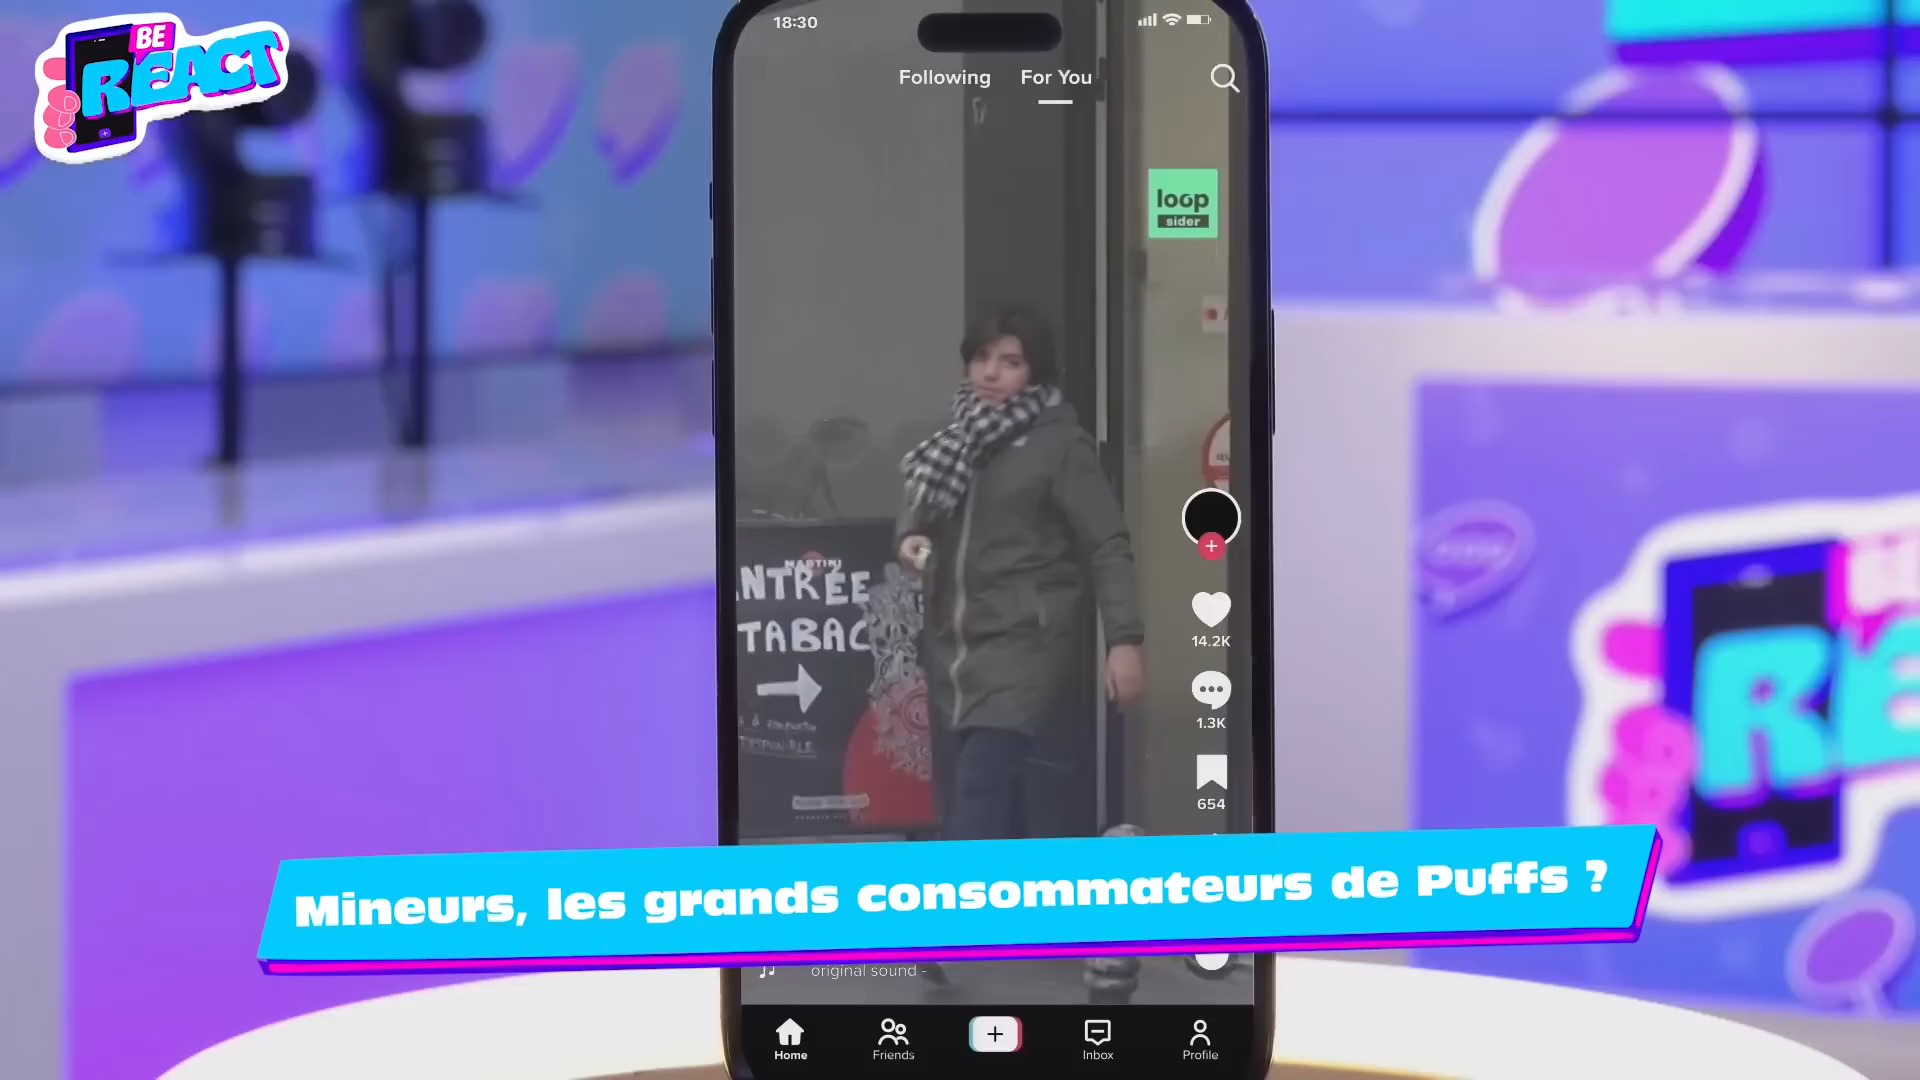 BE
REACT
18:30
Following For You
loop
sider
MARTINI
NTRÉE
TABAC
14.2K
1.3K
654
Mineurs, les grands consommateurs de Puffs ?
original sound -
Home Friends Inbox Profile